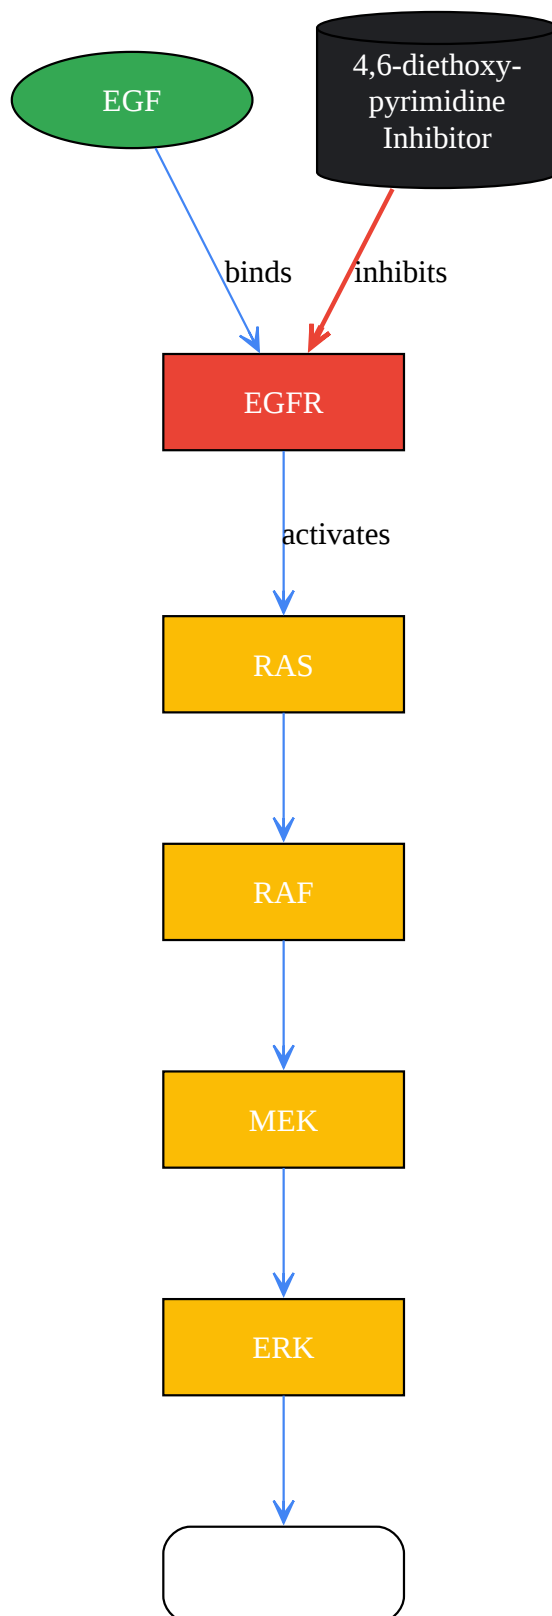 EGF
4,6-diethoxy-
pyrimidine
Inhibitor
binds
inhibits
EGFR
activates
RAS
RAF
MEK
ERK